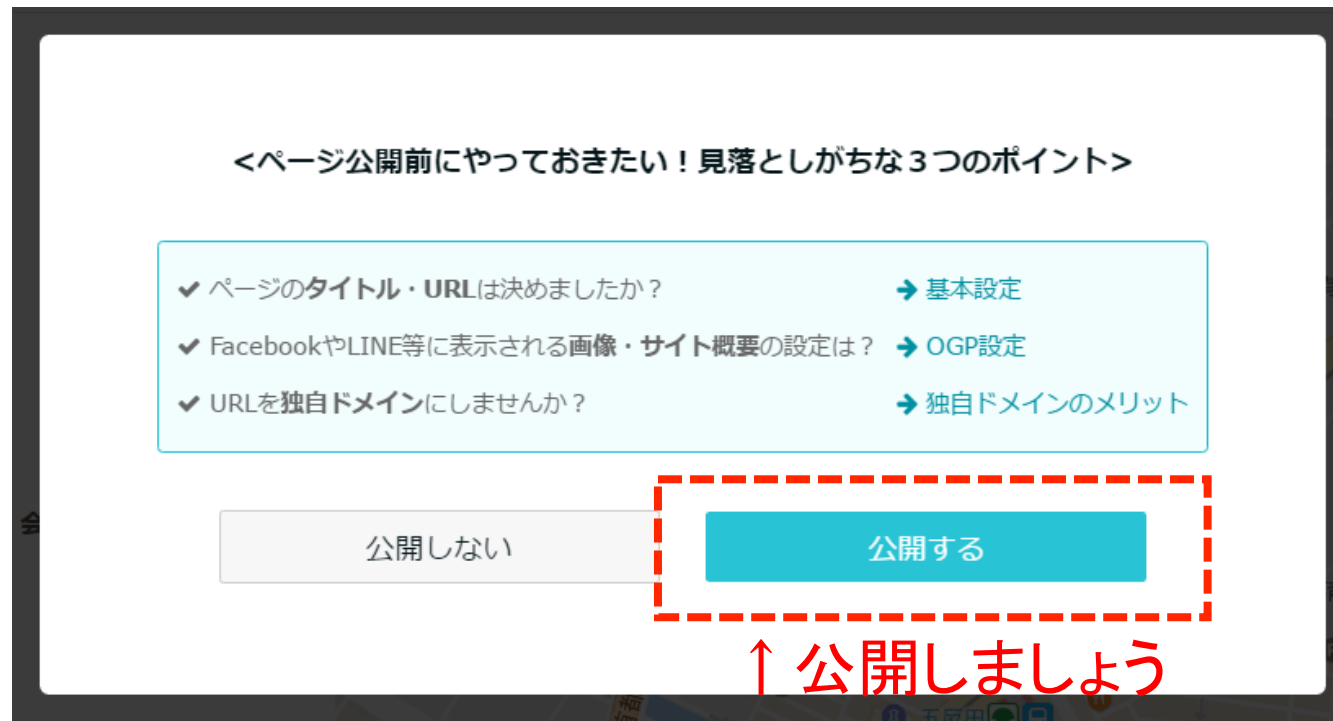 <ページ公開前にやっておきたい！見落としがちな３つのポイント>
✔ ページのタイトル・URLは決めましたか？ → 基本設定
✔ FacebookやLINE等に表示される画像・サイト概要の設定は？ → OGP設定
✔ URLを独自ドメインにしませんか？ → 独自ドメインのメリット
会
公開しない 公開する
↑公開しましょう
五反田